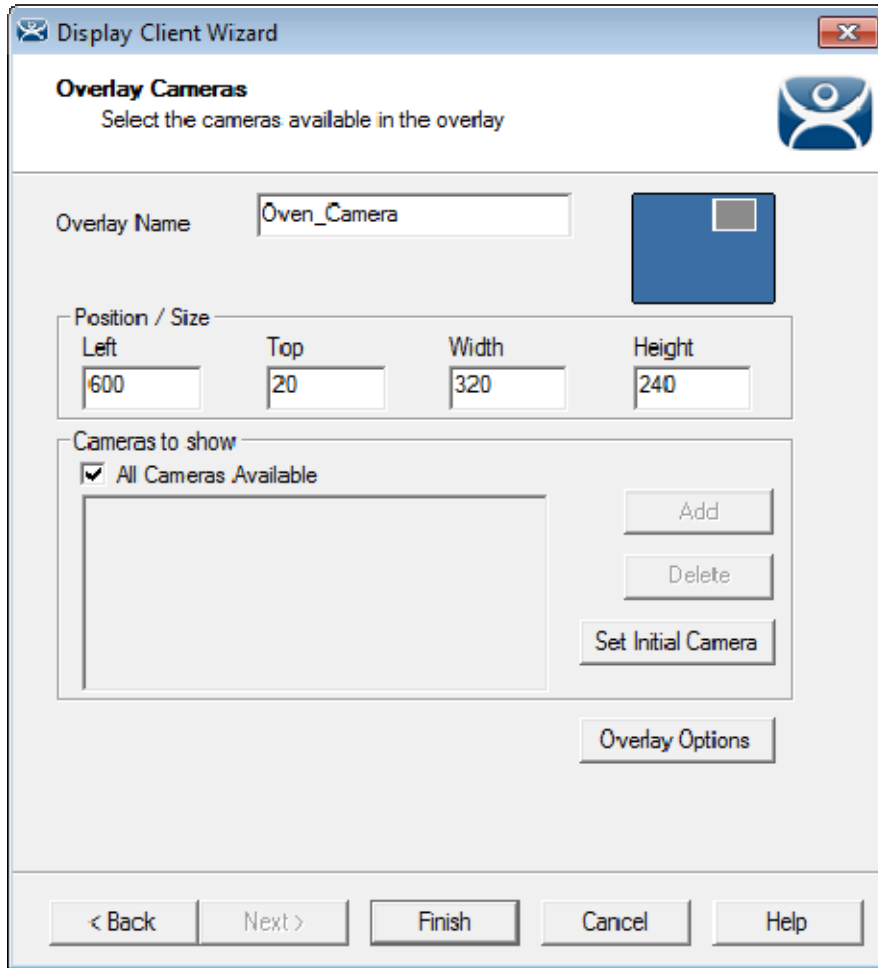 Display Client Wizard
Overlay Cameras
Select the cameras available in the overlay
Overlay Name
Oven_Camera
Position / Size
Left Top Width Height
600 20 320 240
Cameras to show
All Cameras Available
Add
Delete
Set Initial Camera
Overlay Options
< Back Next > Finish Cancel Help